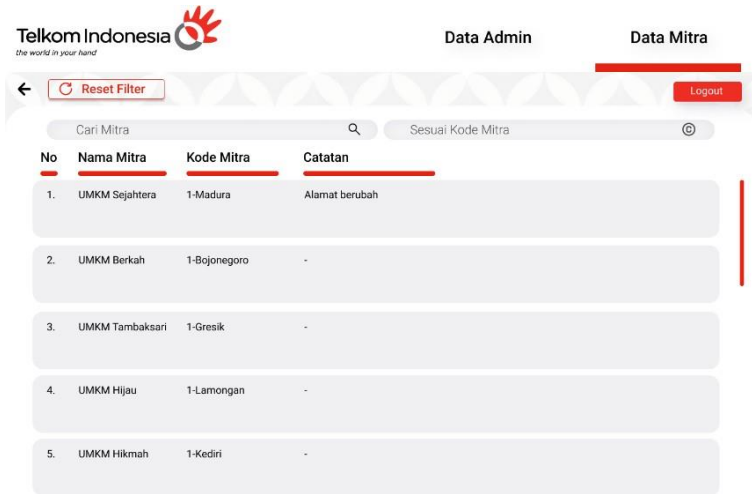 Telkom Indonesia
the world in your hand
Data Admin
Data Mitra
Reset Filter
Logout
Cari Mitra
Sesuai Kode Mitra
©
No Nama Mitra Kode Mitra Catatan
1. UMKM Sejahtera 1-Madura Alamat berubah
2. UMKM Berkah 1-Bojonegoro -
3. UMKM Tambaksari 1-Gresik -
4. UMKM Hijau 1-Lamongan -
5. UMKM Hikmah 1-Kediri -